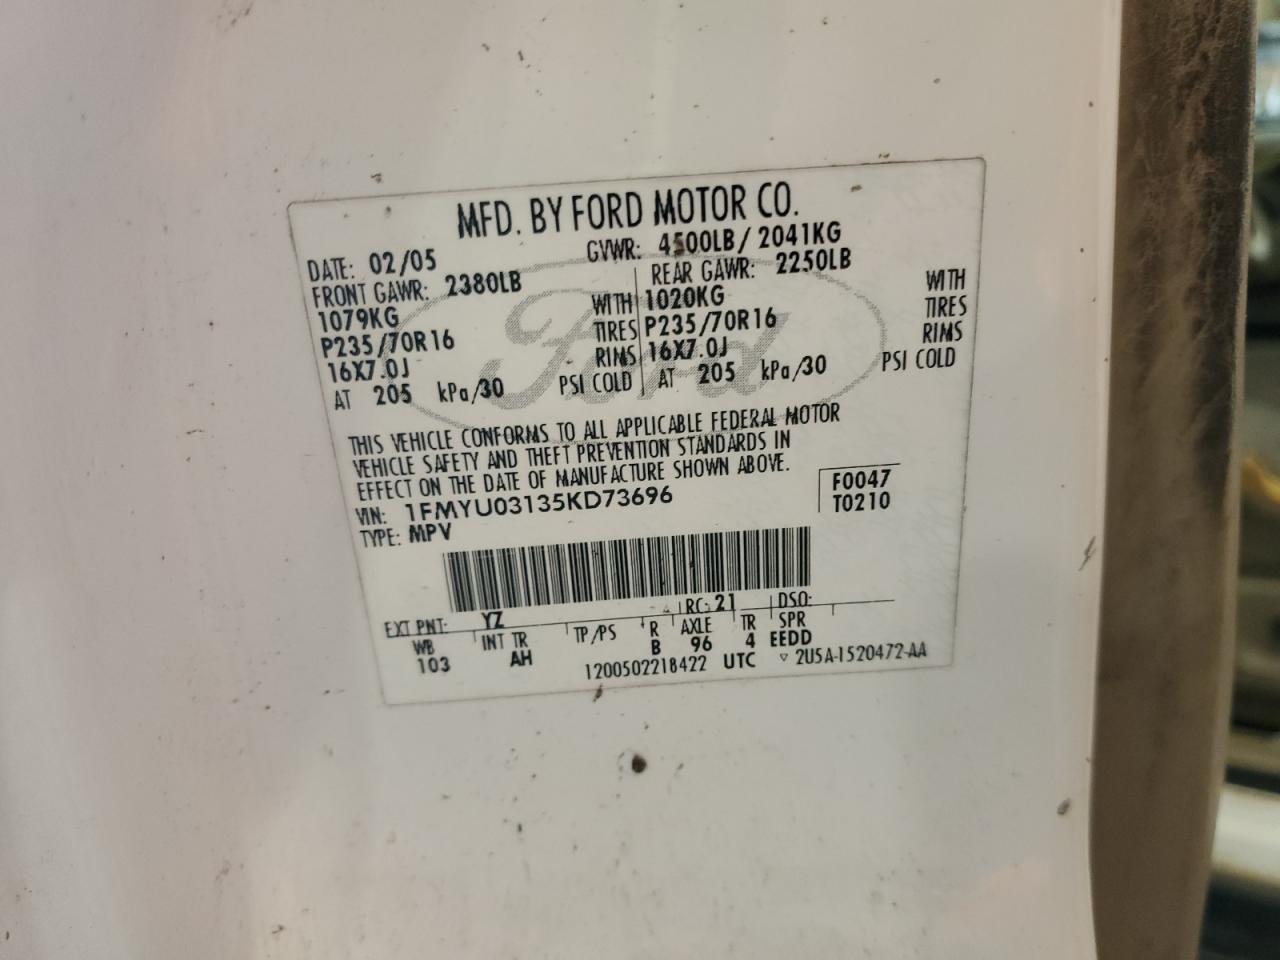 MFD. BY FORD MOTOR CO.
DATE: 02/05 GVWR: 4500LB/ 2041KG
FRONT GAWR: 2380LB REAR GAWR: 2250LB
1079KG WITH 1020KG WITH
P235/70R16 TIRES P235/70R16 TIRES
16X7.0J RIMS 16X7.0J RIMS
AT 205 kPa/30 PSI COLD AT 205 kPa/30 PSI COLD
Ford
THIS VEHICLE CONFORMS TO ALL APPLICABLE FEDERAL MOTOR
VEHICLE SAFETY AND THEFT PREVENTION STANDARDS IN
EFFECT ON THE DATE OF MANUFACTURE SHOWN ABOVE.
VIN: 1FMYU03135KD73696 F0047
TYPE: MPV T0210
EXT PNT: YZ RC: 21 DSO:
WB INT TR TP/PS R AXLE TR SPR
103 AH B 96 4 EEDD
1200502218422 UTC ▽ 2U5A-1520472-AA